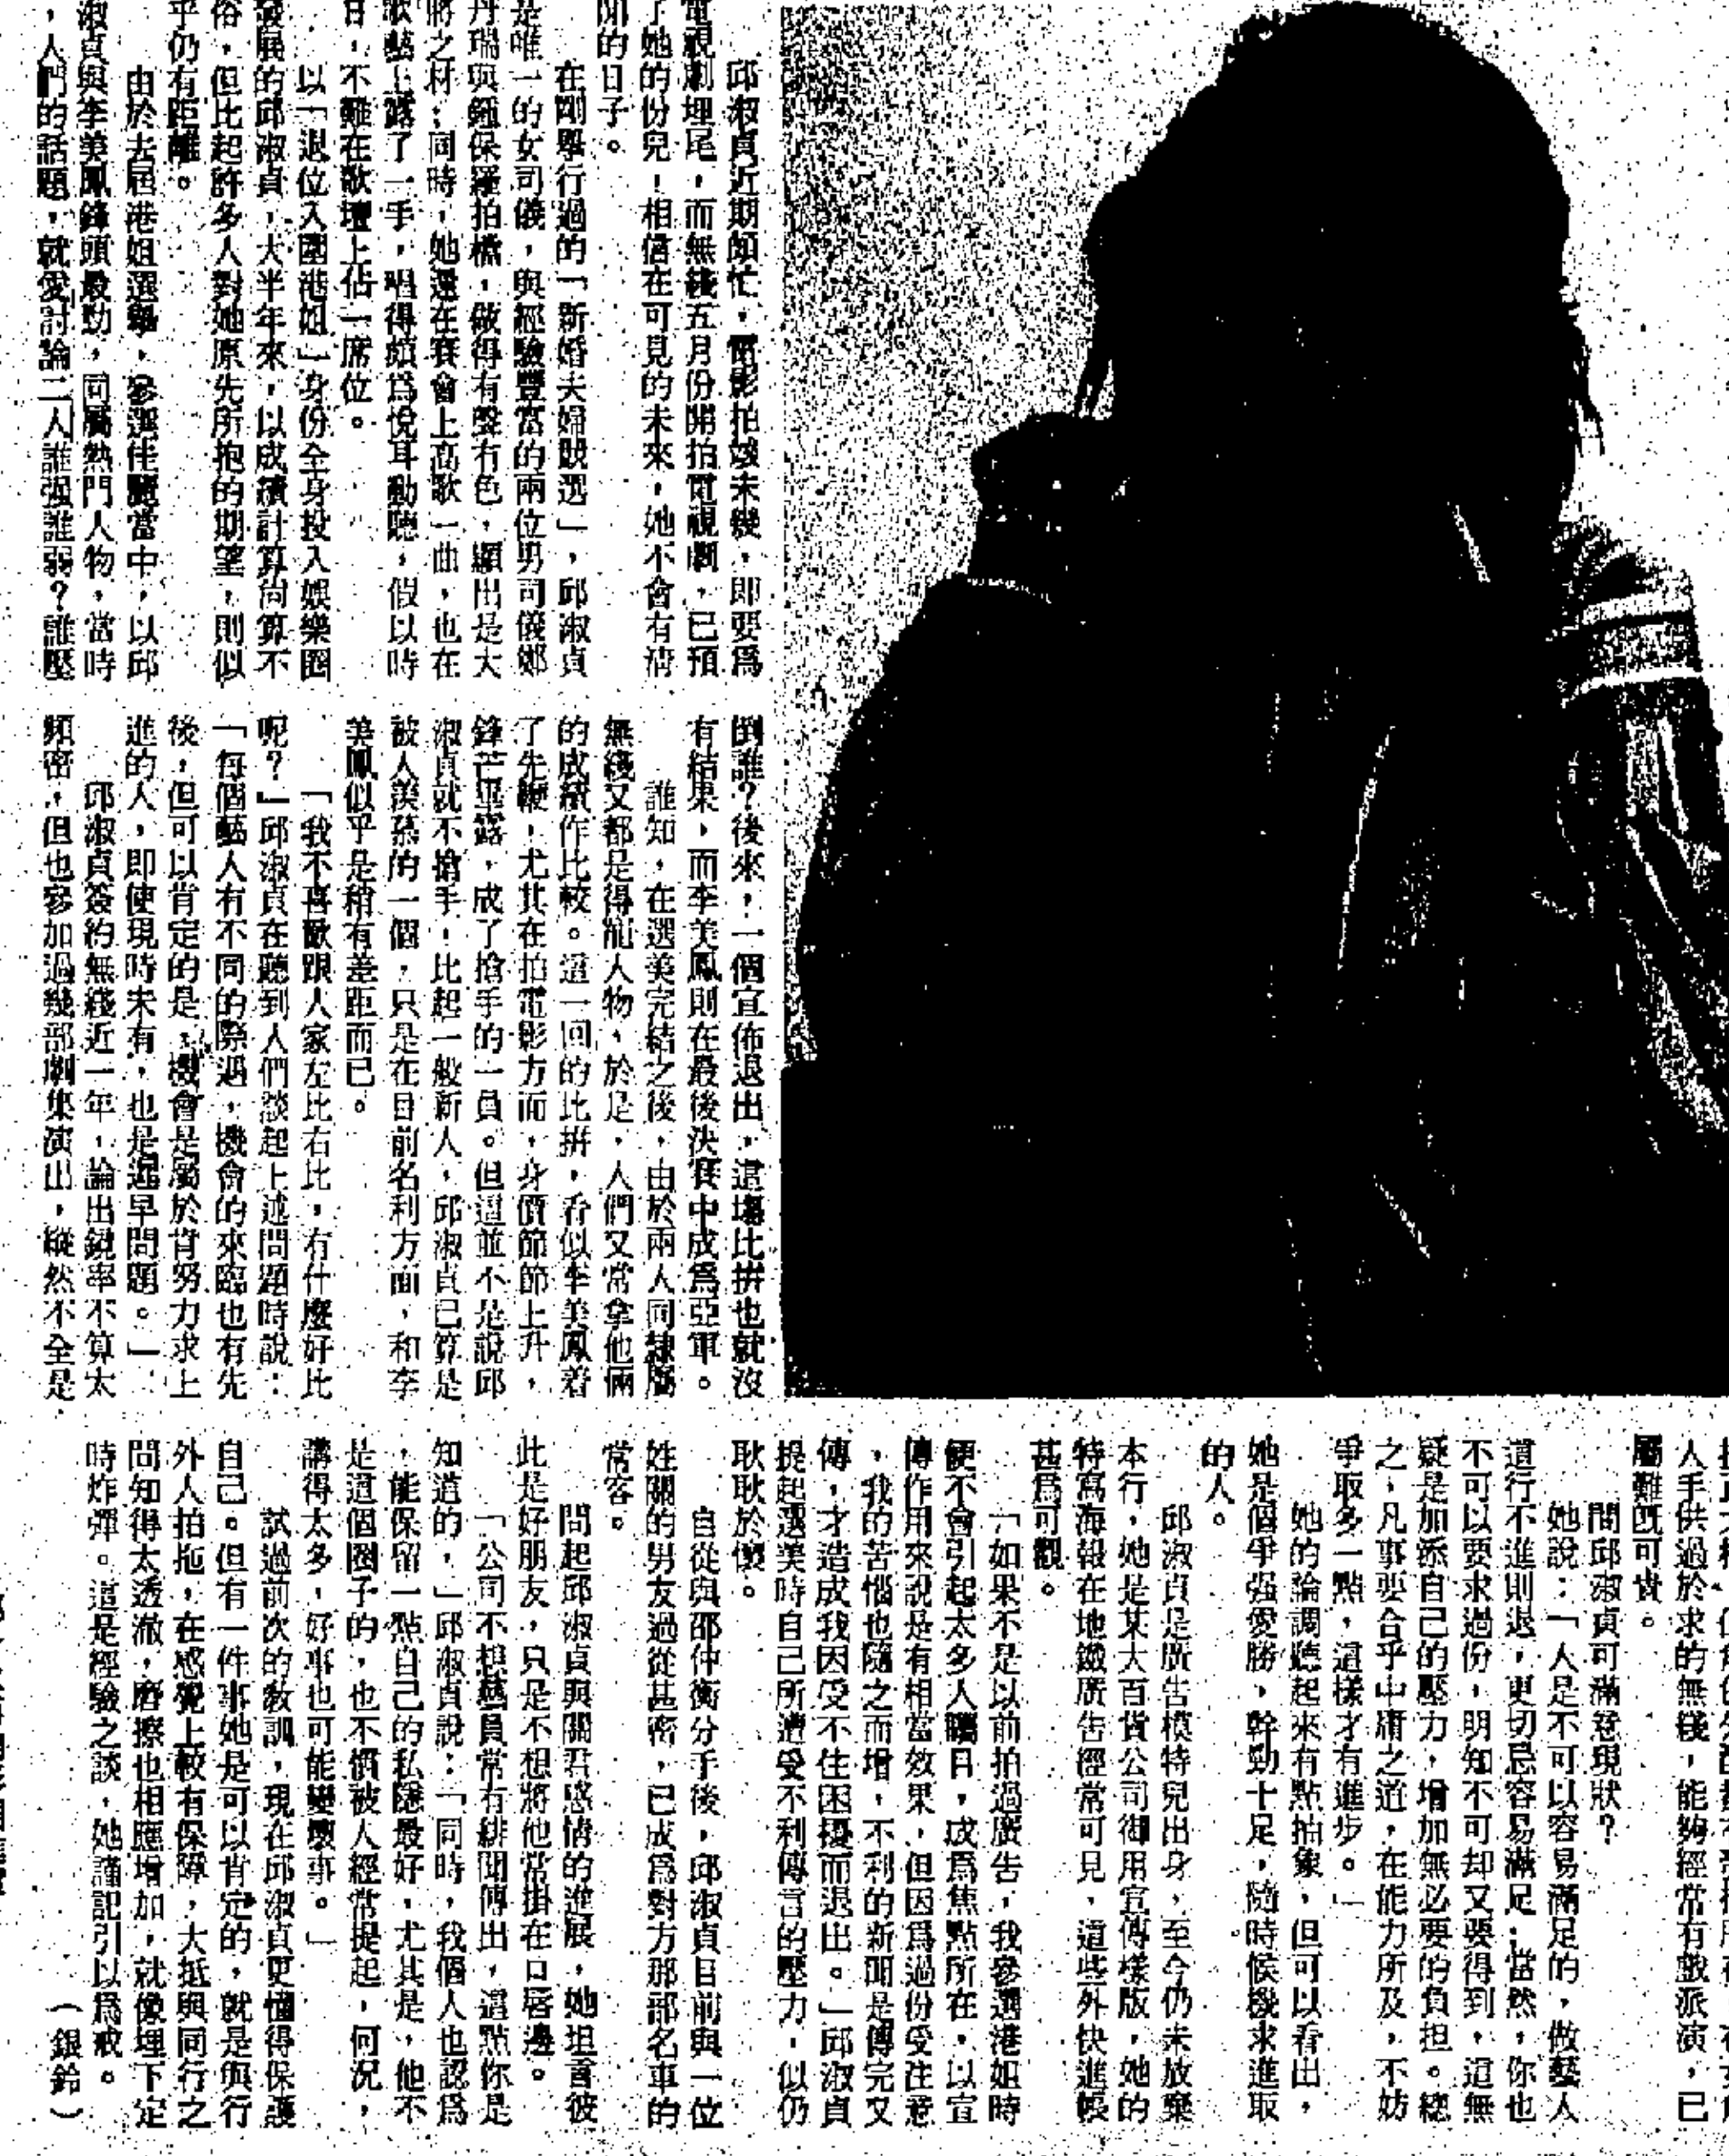 邱淑貞近期頗忙，電影拍竣未幾，即要爲
電視劇埋尾，而無綫五月份開拍電視劇，已預
了她的份兒！相信在可見的未來，她不會有清
閒的日子。
在剛舉行過的「新婚夫婦競選」，邱淑貞
是唯一的女司儀，與經驗豐富的兩位男司儀鄭
丹瑞與鍾保羅拍檔，做得有聲有色，顯出是大
將之材；同時，她還在賽會上高歌一曲，也在
歌藝上露了一手，唱得頗爲悅耳動聽，假以時
日，不難在歌壇上佔一席位。
以「退位入圍港姐」身份全身投入娛樂圈
發展的邱淑貞，大半年來，以成績計算尚算不
俗，但比起許多人對她原先所抱的期望，則似
乎仍有距離。
由於去屆港姐選舉，參選佳麗當中，以邱
淑貞與李美鳳鋒頭最勁，同屬熱門人物，當時
，人們的話題，就愛討論二人誰强誰弱？誰壓
倒誰？後來，一個宣佈退出，這場比拼也就沒
有結果，而李美鳳則在最後決賽中成爲亞軍。
誰知，在選美完結之後，由於兩人同隸屬
無綫又都是得寵人物，於是，人們又常拿他倆
的成績作比較。這一回的比拼，看似李美鳳着
了先鞭，尤其在拍電影方面，身價節節上升，
鋒芒畢露，成了搶手的一員。但這並不是說邱
淑貞就不搶手！比起一般新人，邱淑貞已算是
被人羨慕的一個，只是在目前名利方面，和李
美鳳似乎是稍有差距而已。
「我不喜歡跟人家左比右比，有什麼好比
呢？」邱淑貞在聽到人們談起上述問題時說：
「每個藝人有不同的際遇，機會的來臨也有先
後，但可以肯定的是，機會是屬於肯努力求上
進的人，即使現時未有，也是遲早問題。」
邱淑貞簽約無綫近一年，論出鏡率不算太
頻密，但也參加過幾部劇集演出，縱然不全是
人手供過於求的無綫，能夠經常有戲派演，已
屬難旣可貴。
問邱淑貞可滿意現狀？
她說：「人是不可以容易滿足的，做藝人
這行不進則退，更切忌容易滿足；當然，你也
不可以要求過份，明知不可却又要得到，這無
疑是加添自己的壓力，增加無必要的負担。總
之，凡事要合乎中庸之道，在能力所及，不妨
爭取多一點，這樣才有進步。」
她的論調聽起來有點抽象，但可以看出，
她是個爭强愛勝，幹勁十足，隨時候機求進取
的人。
邱淑貞是廣告模特兒出身，至今仍未放棄
本行，她是某大百貨公司御用宣傳樣版，她的
特寫海報在地鐵廣告經常可見，這些外快進賬
甚爲可觀。
「如果不是以前拍過廣告，我參選港姐時
便不會引起太多人矚目，成爲焦點所在，以宣
傳作用來說是有相當效果，但因爲過份受注意
，我的苦惱也隨之而增，不利的新聞是傳完又
傳，才造成我因受不住困擾而退出。」邱淑貞
提起選美時自己所遭受不利傳言的壓力，似仍
耿耿於懷。
自從與邵仲衡分手後，邱淑貞目前與一位
姓關的男友過從甚密，已成爲對方那部名車的
常客。
問起邱淑貞與關君感情的進展，她坦言彼
此是好朋友，只是不想將他常掛在口唇邊。
「公司不想藝員常有緋聞傳出，這點你是
知道的，」邱淑貞說：「同時，我個人也認爲
，能保留一點自己的私隱最好，尤其是，他不
是這個圈子的，也不慣被人經常提起，何況，
講得太多，好事也可能變壞事。」
試過前次的敎訓，現在邱淑貞更懂得保護
自己。但有一件事她是可以肯定的，就是與行
外人拍拖，在感覺上較有保障，大抵與同行之
間知得太透澈，磨擦也相應增加，就像埋下定
時炸彈。這是經驗之談，她謹記引以爲戒。
（銀鈴）